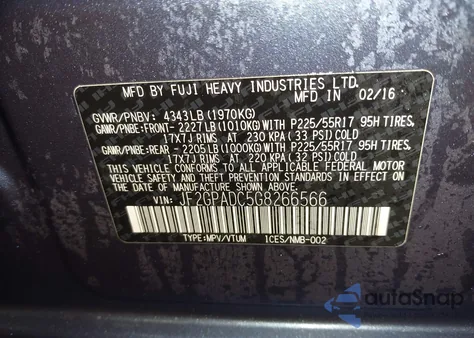 MFD BY FUJI HEAVY INDUSTRIES LTD.
MFD IN 02/16
GVWR/PNBV: 4343LB (1970KG)
GAWR/PNBE:FRONT- 2227LB (1010KG) WITH P225/55R17 95H TIRES.
17X7J RIMS AT 230 KPA (33 PSI) COLD
GAWR/PNBE:REAR - 2205LB (1000KG) WITH P225/55R17 95H TIRES.
17X7J RIMS AT 220 KPA (32 PSI) COLD
THIS VEHICLE CONFORMS TO ALL APPLICABLE FEDERAL MOTOR
VEHICLE SAFETY AND THEFT PREVENTION STANDARDS IN EFFECT
ON THE DATE OF MANUFACTURE SHOWN ABOVE.
VIN: JF2GPADC5G8266566
TYPE:MPV/VTUM ICES/NMB-002
autoSnap